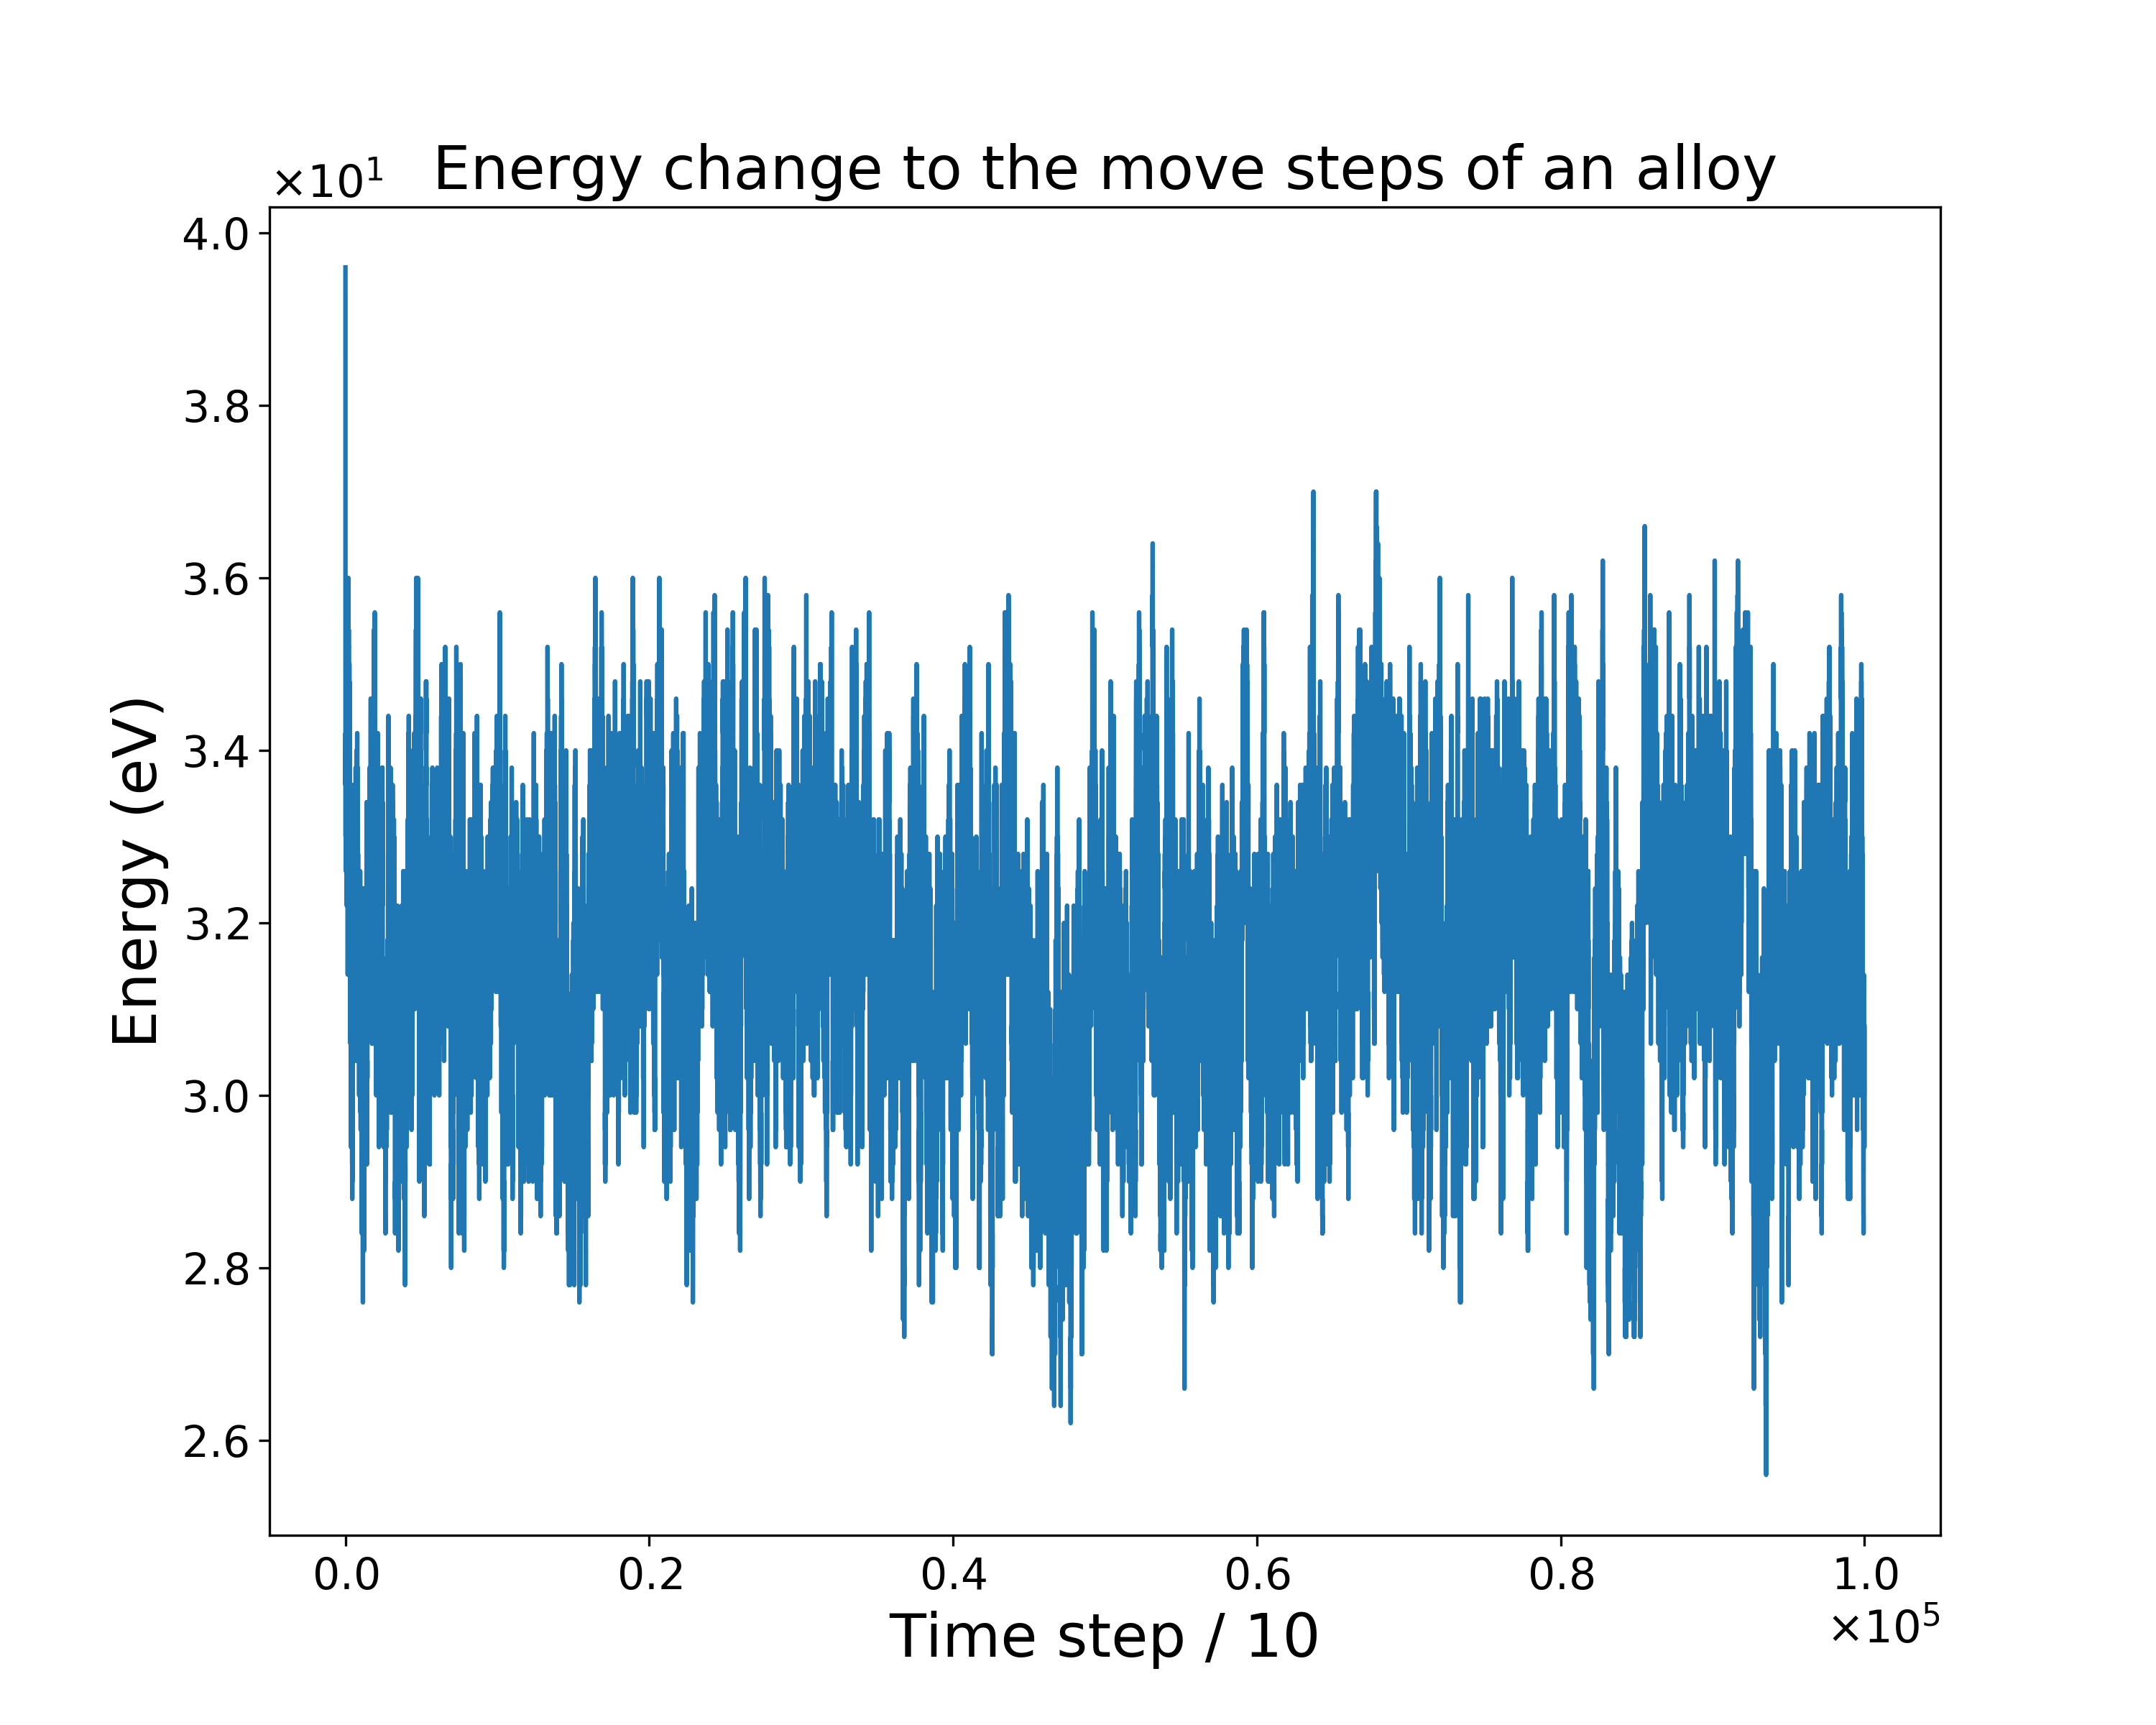 ×10¹ Energy change to the move steps of an alloy
4.0
3.8
3.6
3.4
3.2
3.0
2.8
2.6
Energy (eV)
0.0 0.2 0.4 0.6 0.8 1.0
Time step / 10
×10⁵